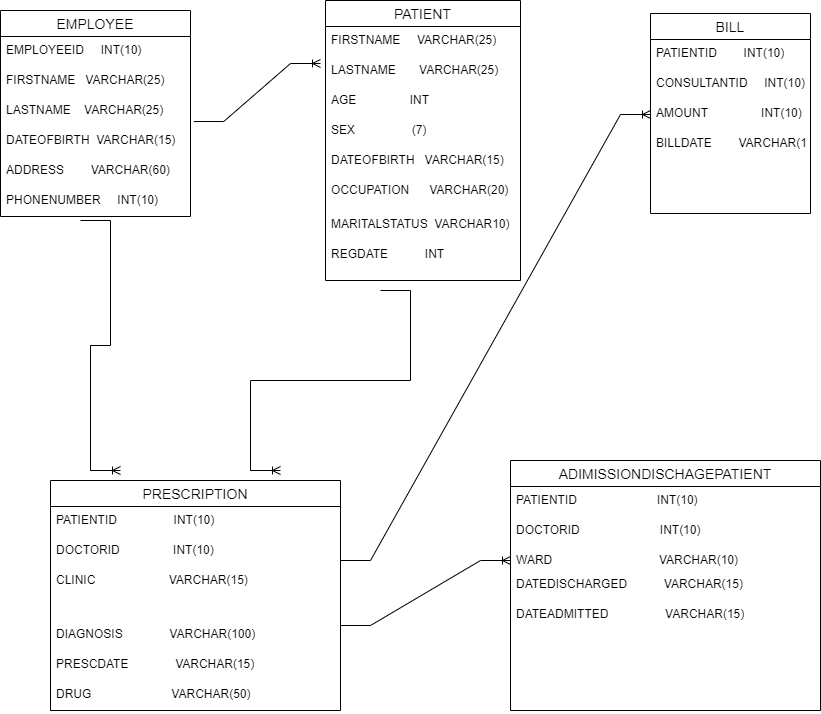 EMPLOYEE
EMPLOYEEID INT(10)
FIRSTNAME VARCHAR(25)
LASTNAME VARCHAR(25)
DATEOFBIRTH VARCHAR(15)
ADDRESS VARCHAR(60)
PHONENUMBER INT(10)
PATIENT
FIRSTNAME VARCHAR(25)
LASTNAME VARCHAR(25)
AGE INT
SEX (7)
DATEOFBIRTH VARCHAR(15)
OCCUPATION VARCHAR(20)
MARITALSTATUS VARCHAR10)
REGDATE INT
BILL
PATIENTID INT(10)
CONSULTANTID INT(10)
AMOUNT INT(10)
BILLDATE VARCHAR(1
PRESCRIPTION
PATIENTID INT(10)
DOCTORID INT(10)
CLINIC VARCHAR(15)
DIAGNOSIS VARCHAR(100)
PRESCDATE VARCHAR(15)
DRUG VARCHAR(50)
ADIMISSIONDISCHAGEPATIENT
PATIENTID INT(10)
DOCTORID INT(10)
WARD VARCHAR(10)
DATEDISCHARGED VARCHAR(15)
DATEADMITTED VARCHAR(15)